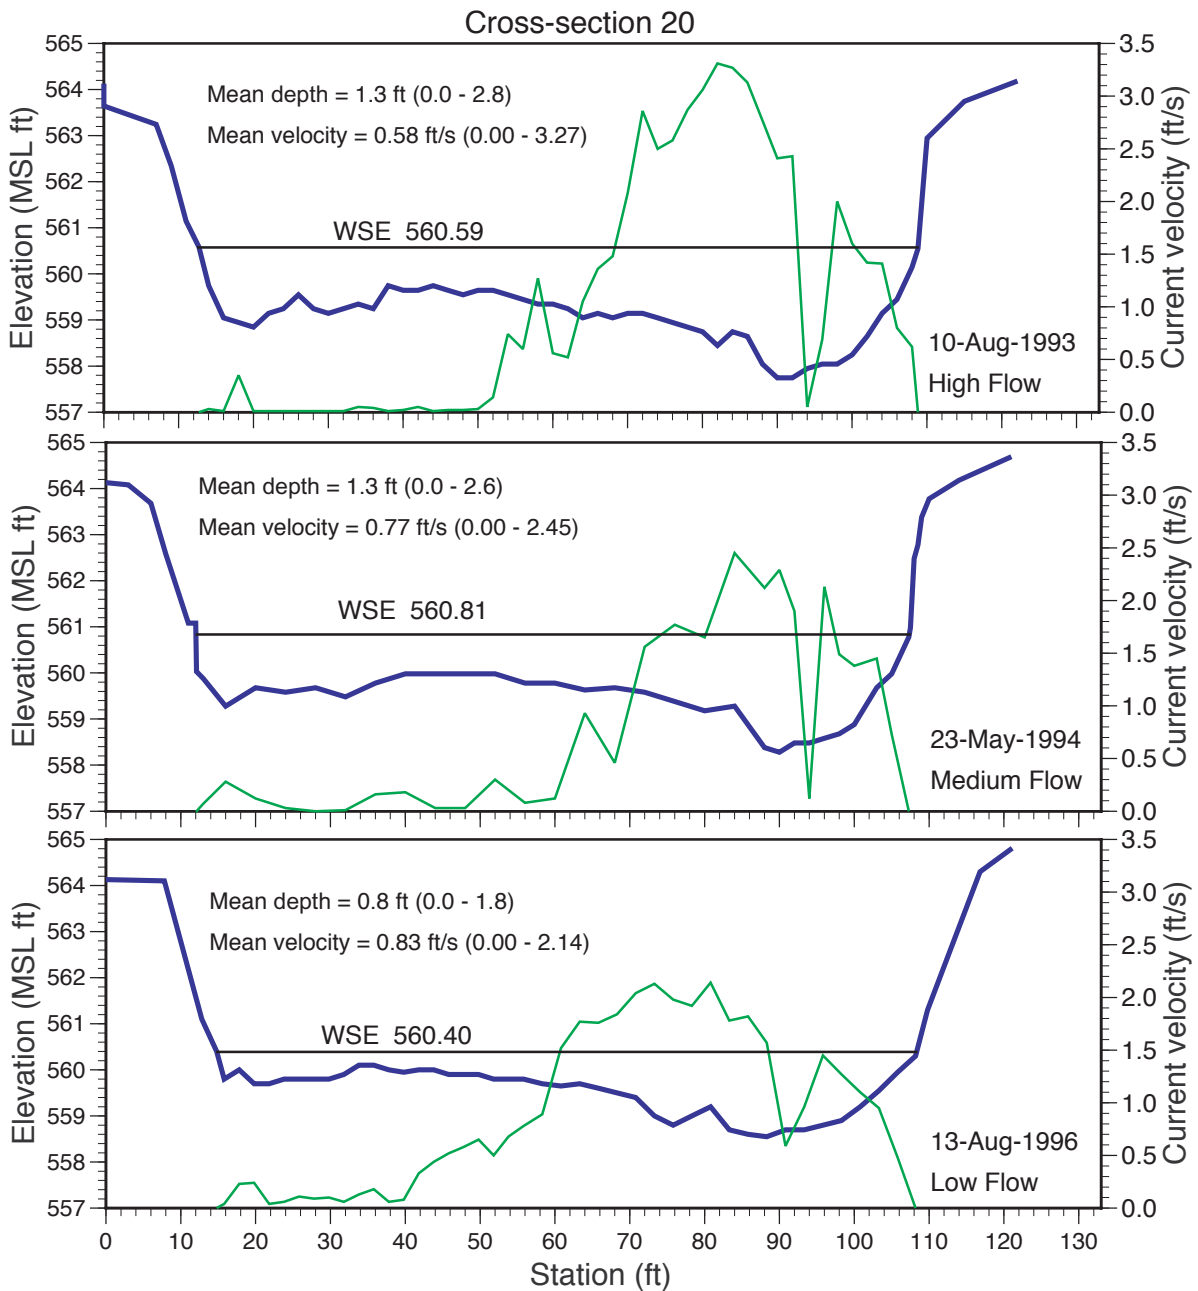 Cross-section 20
Elevation (MSL ft)
565
564
563
562
561
560
559
558
557
Mean depth = 1.3 ft (0.0 - 2.8)
Mean velocity = 0.58 ft/s (0.00 - 3.27)
WSE 560.59
10-Aug-1993
High Flow
3.5
3.0
2.5
2.0
1.5
1.0
0.5
0.0
Current velocity (ft/s)
Elevation (MSL ft)
565
564
563
562
561
560
559
558
557
Mean depth = 1.3 ft (0.0 - 2.6)
Mean velocity = 0.77 ft/s (0.00 - 2.45)
WSE 560.81
23-May-1994
Medium Flow
3.5
3.0
2.5
2.0
1.5
1.0
0.5
0.0
Current velocity (ft/s)
Elevation (MSL ft)
565
564
563
562
561
560
559
558
557
Mean depth = 0.8 ft (0.0 - 1.8)
Mean velocity = 0.83 ft/s (0.00 - 2.14)
WSE 560.40
13-Aug-1996
Low Flow
3.5
3.0
2.5
2.0
1.5
1.0
0.5
0.0
Current velocity (ft/s)
0 10 20 30 40 50 60 70 80 90 100 110 120 130
Station (ft)